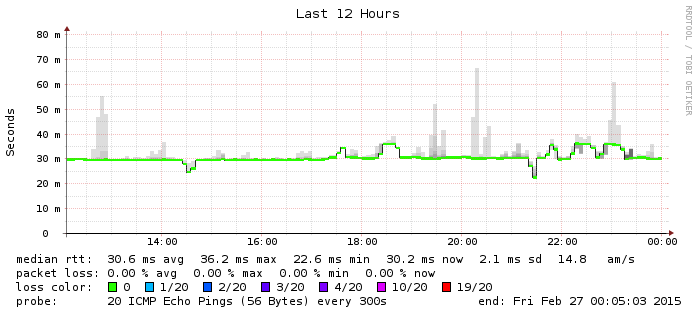 Last 12 Hours
RRDTOOL / TOBI OETIKER
Seconds
80 m
70 m
60 m
50 m
40 m
30 m
20 m
10 m
0
14:00 16:00 18:00 20:00 22:00 00:00
median rtt: 30.6 ms avg 36.2 ms max 22.6 ms min 30.2 ms now 2.1 ms sd 14.8 am/s
packet loss: 0.00 % avg 0.00 % max 0.00 % min 0.00 % now
loss color: 0 1/20 2/20 3/20 4/20 10/20 19/20
probe: 20 ICMP Echo Pings (56 Bytes) every 300s end: Fri Feb 27 00:05:03 2015